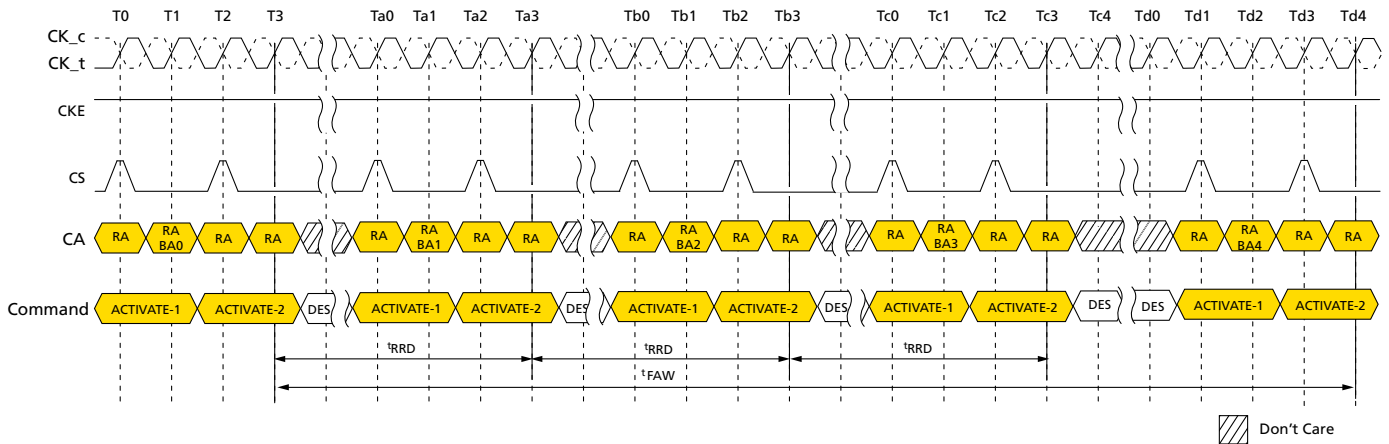 T0 T1 T2 T3 Ta0 Ta1 Ta2 Ta3 Tb0 Tb1 Tb2 Tb3 Tc0 Tc1 Tc2 Tc3 Tc4 Td0 Td1 Td2 Td3 Td4
CK_c
CK_t
CKE
CS
CA RA RA BA0 RA RA RA RA BA1 RA RA RA RA BA2 RA RA RA RA BA3 RA RA RA RA BA4 RA RA
Command ACTIVATE-1 ACTIVATE-2 DES ACTIVATE-1 ACTIVATE-2 DES ACTIVATE-1 ACTIVATE-2 DES ACTIVATE-1 ACTIVATE-2 DES DES ACTIVATE-1 ACTIVATE-2
tRRD tRRD tRRD
tFAW
Don't Care